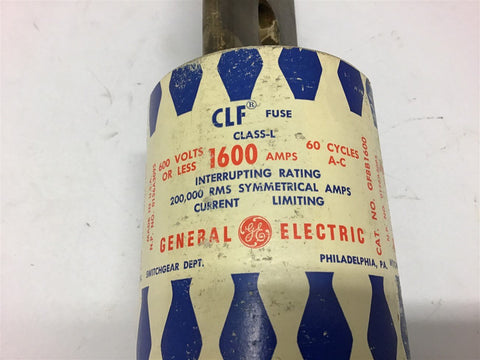 CLF® FUSE
CLASS-L
600 VOLTS OR LESS
1600 AMPS
60 CYCLES A-C
INTERRUPTING RATING
200,000 RMS SYMMETRICAL AMPS
CURRENT LIMITING
GENERAL GE ELECTRIC
SWITCHGEAR DEPT. PHILADELPHIA, PA.
CAT. NO. GF8B1600